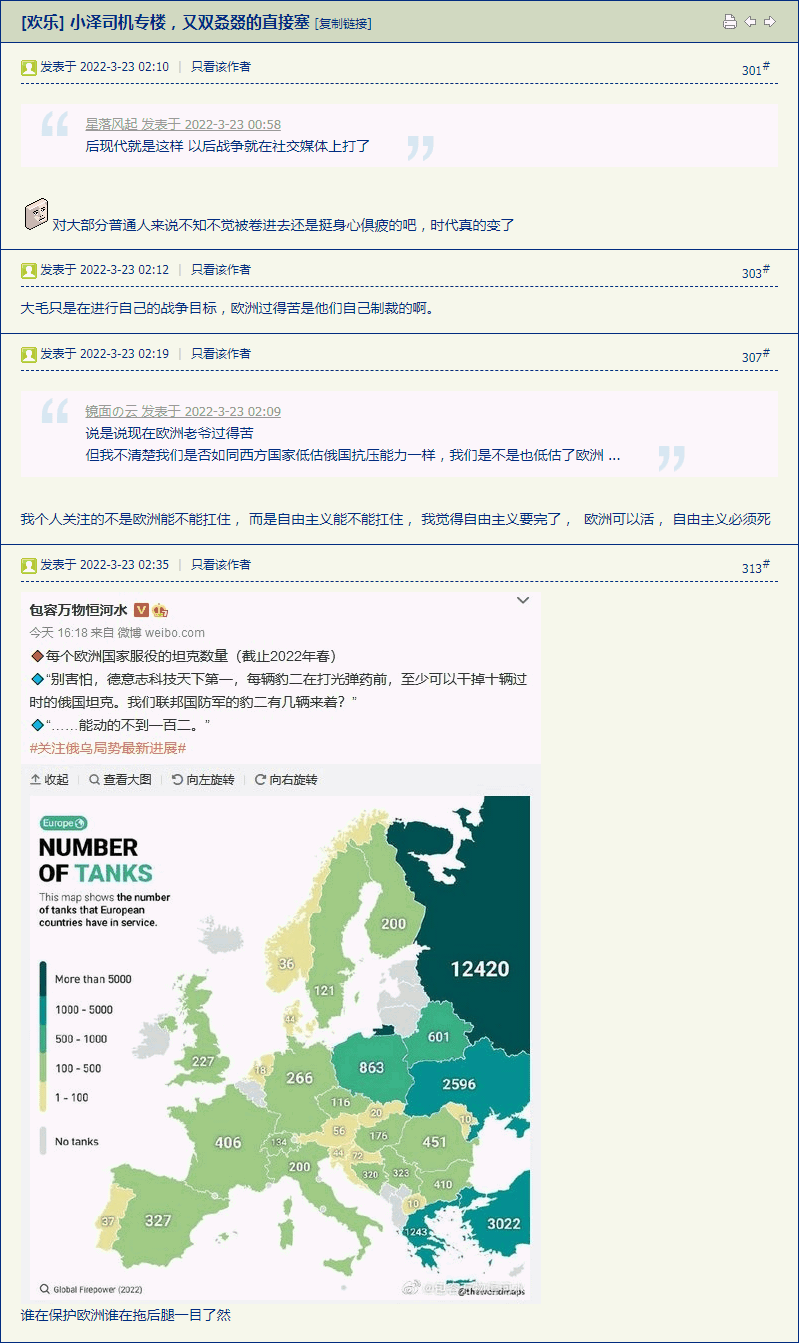 [欢乐] 小泽司机专楼，又双叒叕的直接塞 [复制链接]
发表于 2022-3-23 02:10 | 只看该作者
301#
星落风起 发表于 2022-3-23 00:58
后现代就是这样 以后战争就在社交媒体上打了
对大部分普通人来说不知不觉被卷进去还是挺身心俱疲的吧，时代真的变了
发表于 2022-3-23 02:12 | 只看该作者
303#
大毛只是在进行自己的战争目标，欧洲过得苦是他们自己制裁的啊。
发表于 2022-3-23 02:19 | 只看该作者
307#
镜面の云 发表于 2022-3-23 02:09
说是说现在欧洲老爷过得苦
但我不清楚我们是否如同西方国家低估俄国抗压能力一样，我们是不是也低估了欧洲 ...
我个人关注的不是欧洲能不能扛住， 而是自由主义能不能扛住， 我觉得自由主义要完了， 欧洲可以活， 自由主义必须死
发表于 2022-3-23 02:35 | 只看该作者
313#
包容万物恒河水
今天 16:18 来自 微博 weibo.com
每个欧洲国家服役的坦克数量（截止2022年春）
“别害怕，德意志科技天下第一，每辆豹二在打光弹药前，至少可以干掉十辆过
时的俄国坦克。我们联邦国防军的豹二有几辆来着？”
“……能动的不到一百二。”
#关注俄乌局势最新进展#
收起 | 查看大图 | 向左旋转 | 向右旋转
Europe
NUMBER
OF TANKS
This map shows the number
of tanks that European
countries have in service.
More than 5000
1000 - 5000
500 - 1000
100 - 500
1 - 100
No tanks
200
12420
36
121
44
601
227
18
266
863
2596
116
20
10
56
406
134
176
451
44
72
200
320
323
410
10
37
327
1243
3022
Global Firepower (2022)
@theworldmaps
谁在保护欧洲谁在拖后腿一目了然